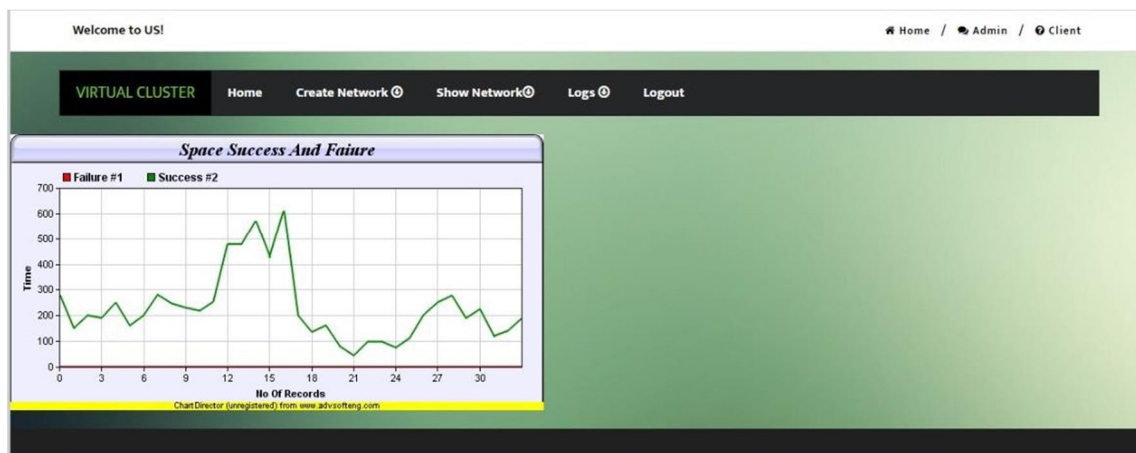 Welcome to US!
Home / Admin / Client
VIRTUAL CLUSTER Home Create Network Show Network Logs Logout
Space Success And Faiure
Failure #1 Success #2
700
600
500
400
300
200
100
0
Time
0 3 6 9 12 15 18 21 24 27 30
No Of Records
ChartDirector (unregistered) from www.advsofteng.com